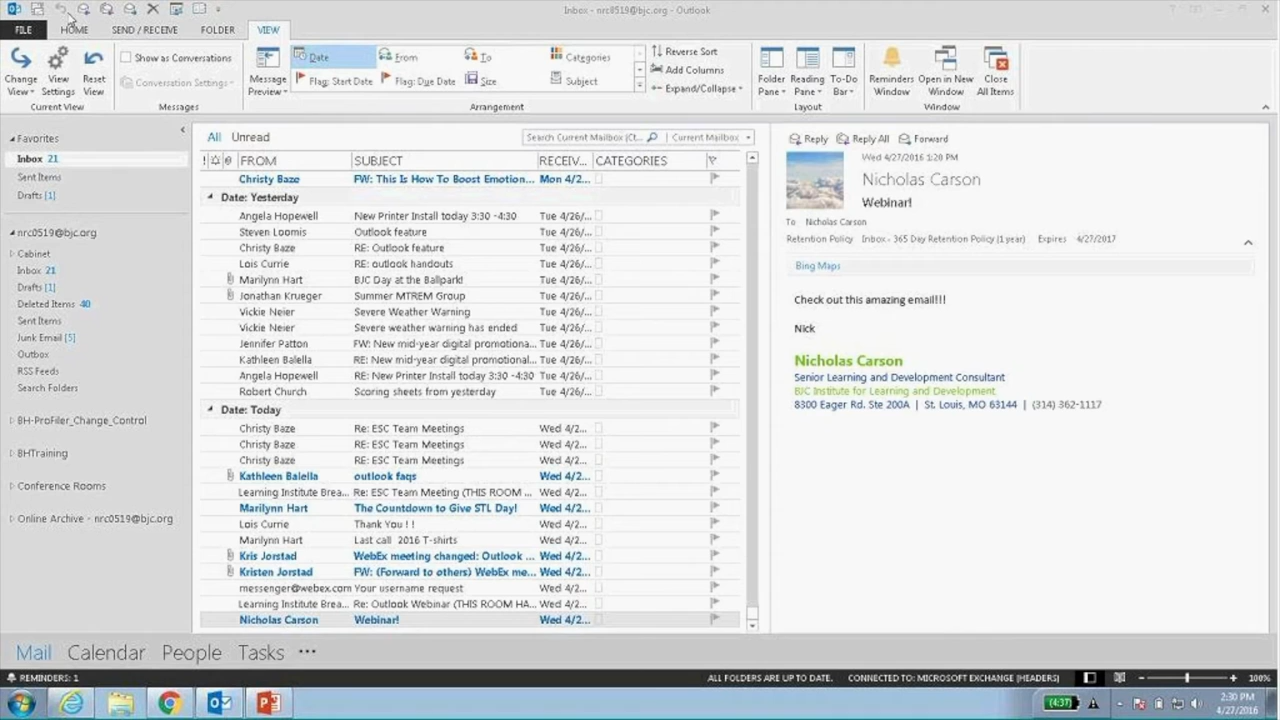 Inbox - nrc0519@bjc.org - Outlook
FILE HOME SEND / RECEIVE FOLDER VIEW
Change View
View Settings
Reset View
Current View
Show as Conversations
Conversation Settings
Messages
Message Preview
Date From To Categories
Flag: Start Date Flag: Due Date Size Subject
Reverse Sort
Add Columns
Expand/Collapse
Arrangement
Folder Pane
Reading Pane
To-Do Bar
Layout
Reminders Window
Open in New Window
Close All Items
Window
Favorites
Inbox 21
Sent Items
Drafts [1]
nrc0519@bjc.org
Cabinet
Inbox 21
Drafts [1]
Deleted Items 40
Sent Items
Junk Email [5]
Outbox
RSS Feeds
Search Folders
BH-ProFiler_Change_Control
BHTraining
Conference Rooms
Online Archive - nrc0519@bjc.org
All Unread
Search Current Mailbox (Ct... Current Mailbox
! FROM SUBJECT RECEIV... CATEGORIES
Christy Baze FW: This Is How To Boost Emotion... Mon 4/2...
Date: Yesterday
Angela Hopewell New Printer Install today 3:30 -4:30 Tue 4/26/...
Steven Loomis Outlook feature Tue 4/26/...
Christy Baze RE: Outlook feature Tue 4/26/...
Lois Currie RE: outlook handouts Tue 4/26/...
Marilynn Hart BJC Day at the Ballpark! Tue 4/26/...
Jonathan Krueger Summer MTREM Group Tue 4/26/...
Vickie Neier Severe Weather Warning Tue 4/26/...
Vickie Neier Severe weather warning has ended Tue 4/26/...
Jennifer Patton FW: New mid-year digital promotional... Tue 4/26/...
Kathleen Balella RE: New mid-year digital promotional... Tue 4/26/...
Angela Hopewell RE: New Printer Install today 3:30 -4:30 Tue 4/26/...
Robert Church Scoring sheets from yesterday Tue 4/26/...
Date: Today
Christy Baze Re: ESC Team Meetings Wed 4/2...
Christy Baze RE: ESC Team Meetings Wed 4/2...
Christy Baze RE: ESC Team Meetings Wed 4/2...
Kathleen Balella outlook faqs Wed 4/2...
Learning Institute Brea... Re: ESC Team Meeting (THIS ROOM ... Wed 4/2...
Marilynn Hart The Countdown to Give STL Day! Wed 4/2...
Lois Currie Thank You ! ! Wed 4/2...
Marilynn Hart Last call 2016 T-shirts Wed 4/2...
Kris Jorstad WebEx meeting changed: Outlook ... Wed 4/2...
Kristen Jorstad FW: (Forward to others) WebEx me... Wed 4/2...
messenger@webex.com Your username request Wed 4/2...
Learning Institute Brea... Re: Outlook Webinar (THIS ROOM HA... Wed 4/2...
Nicholas Carson Webinar! Wed 4/2...
Reply Reply All Forward
Wed 4/27/2016 1:20 PM
Nicholas Carson
Webinar!
To Nicholas Carson
Retention Policy Inbox - 365 Day Retention Policy (1 year) Expires 4/27/2017
Bing Maps
Check out this amazing email!!!
Nick
Nicholas Carson
Senior Learning and Development Consultant
BJC Institute for Learning and Development
8300 Eager Rd. Ste 200A | St. Louis, MO 63144 | (314) 362-1117
Mail Calendar People Tasks ...
REMINDERS: 1 ALL FOLDERS ARE UP TO DATE. CONNECTED TO: MICROSOFT EXCHANGE (HEADERS) 100%
(4:37) 2:30 PM
4/27/2016